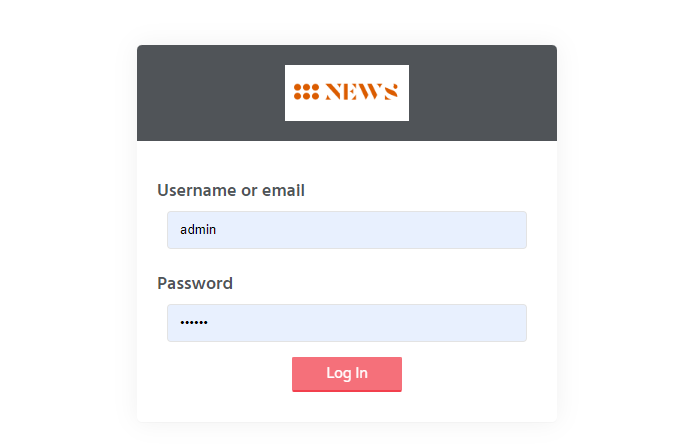 NEWS
Username or email
admin
Password
••••••
Log In